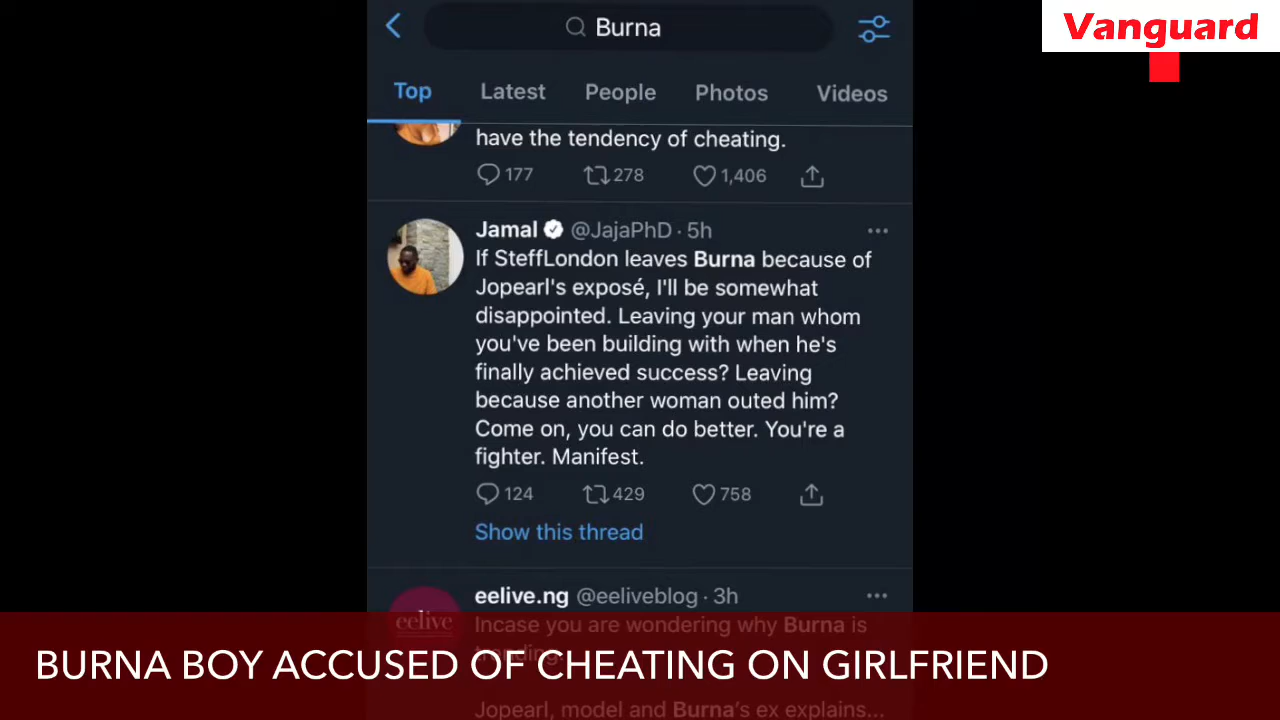 Burna
Vanguard
Top Latest People Photos Videos
have the tendency of cheating.
177 278 1,406
Jamal @JajaPhD · 5h
If SteffLondon leaves Burna because of
Jopearl's exposé, I'll be somewhat
disappointed. Leaving your man whom
you've been building with when he's
finally achieved success? Leaving
because another woman outed him?
Come on, you can do better. You're a
fighter. Manifest.
124 429 758
Show this thread
eelive.ng @eeliveblog · 3h
eelive
Incase you are wondering why Burna is
trending.
BURNA BOY ACCUSED OF CHEATING ON GIRLFRIEND
Jopearl, model and Burna's ex explains...